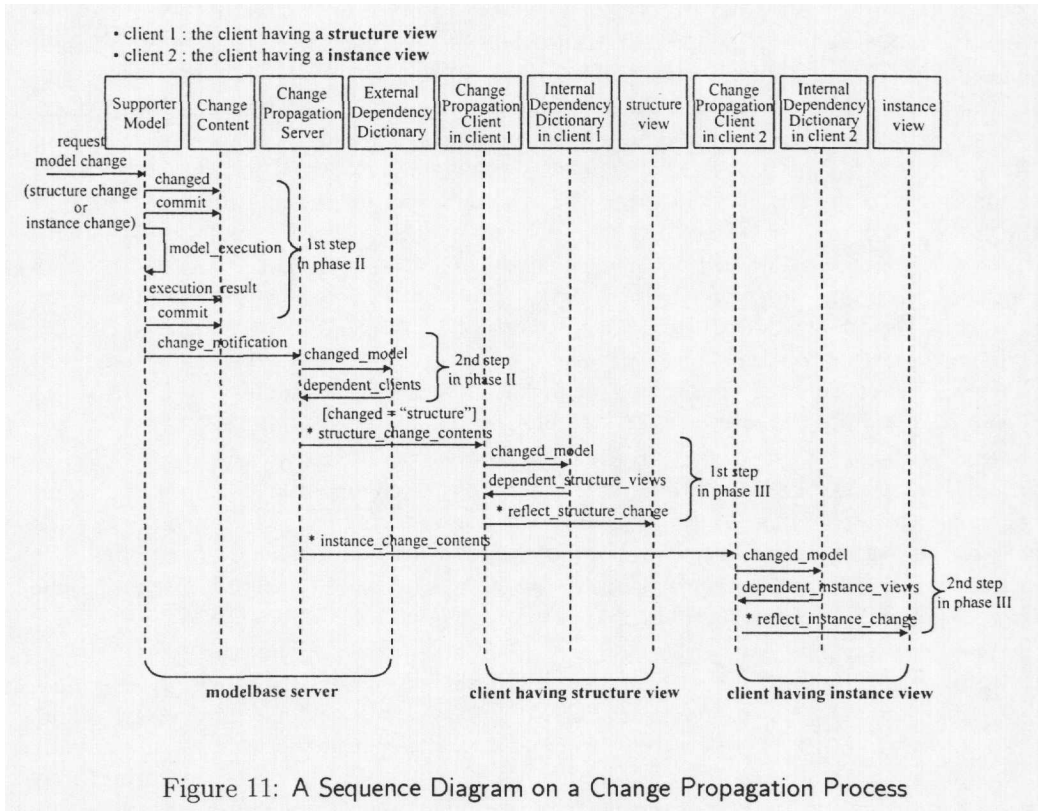 • client 1 : the client having a structure view
• client 2 : the client having a instance view
Supporter
Model
Change
Content
Change
Propagation
Server
External
Dependency
Dictionary
Change
Propagation
Client
in client 1
Internal
Dependency
Dictionary
in client 1
structure
view
Change
Propagation
Client
in client 2
Internal
Dependency
Dictionary
in client 2
instance
view
request
model change
(structure change
or
instance change)
changed
commit
model_execution
execution_result
commit
1st step
in phase II
change_notification
changed_model
dependent_clients
2nd step
in phase II
[changed = "structure"]
* structure_change_contents
changed_model
dependent_structure_views
* reflect_structure_change
1st step
in phase III
* instance_change_contents
changed_model
dependent_instance_views
* reflect_instance_change
2nd step
in phase III
modelbase server
client having structure view
client having instance view
Figure 11: A Sequence Diagram on a Change Propagation Process